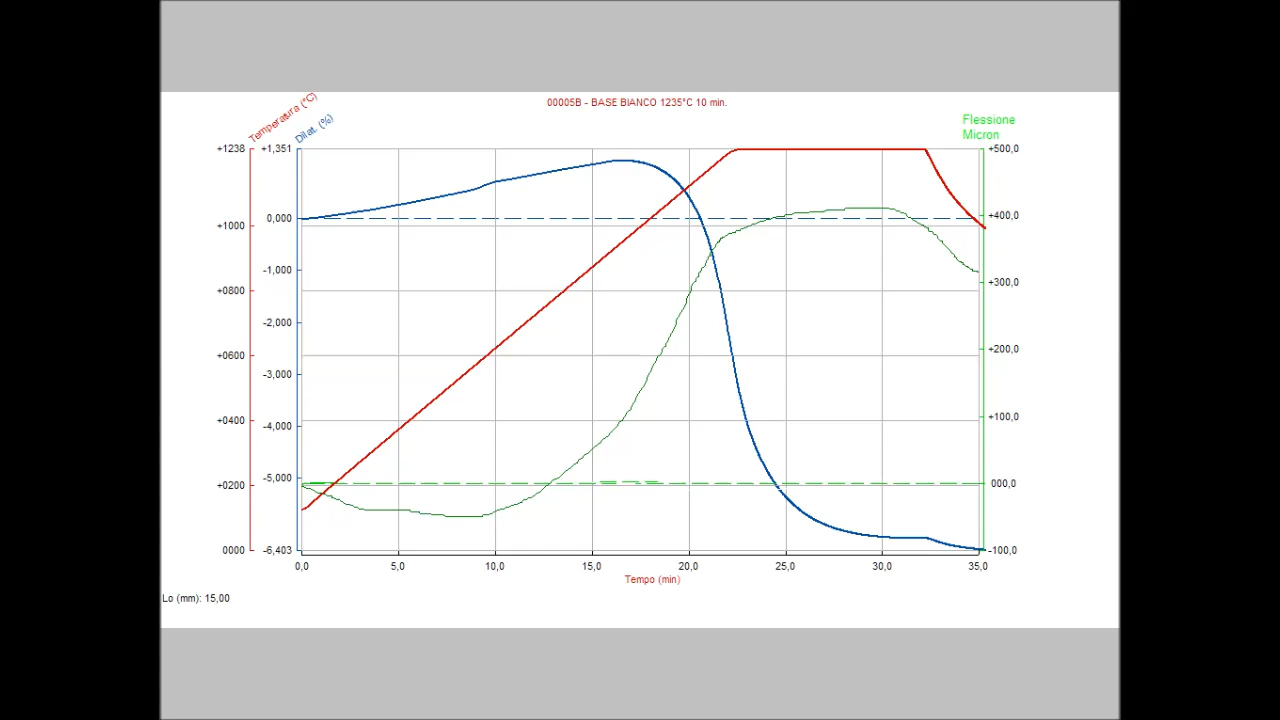 00005B - BASE BIANCO 1235°C 10 min.
Temperatura (°C)
Dilat. (%)
Flessione
Micron
+1238 +1,351 +500,0
0,000 +400,0
+1000
-1,000
+300,0
+0800
-2,000
+200,0
+0600
-3,000
+0400 +100,0
-4,000
-5,000
+0200 000,0
0000 -6,403 -100,0
0,0 5,0 10,0 15,0 20,0 25,0 30,0 35,0
Tempo (min)
Lo (mm): 15,00